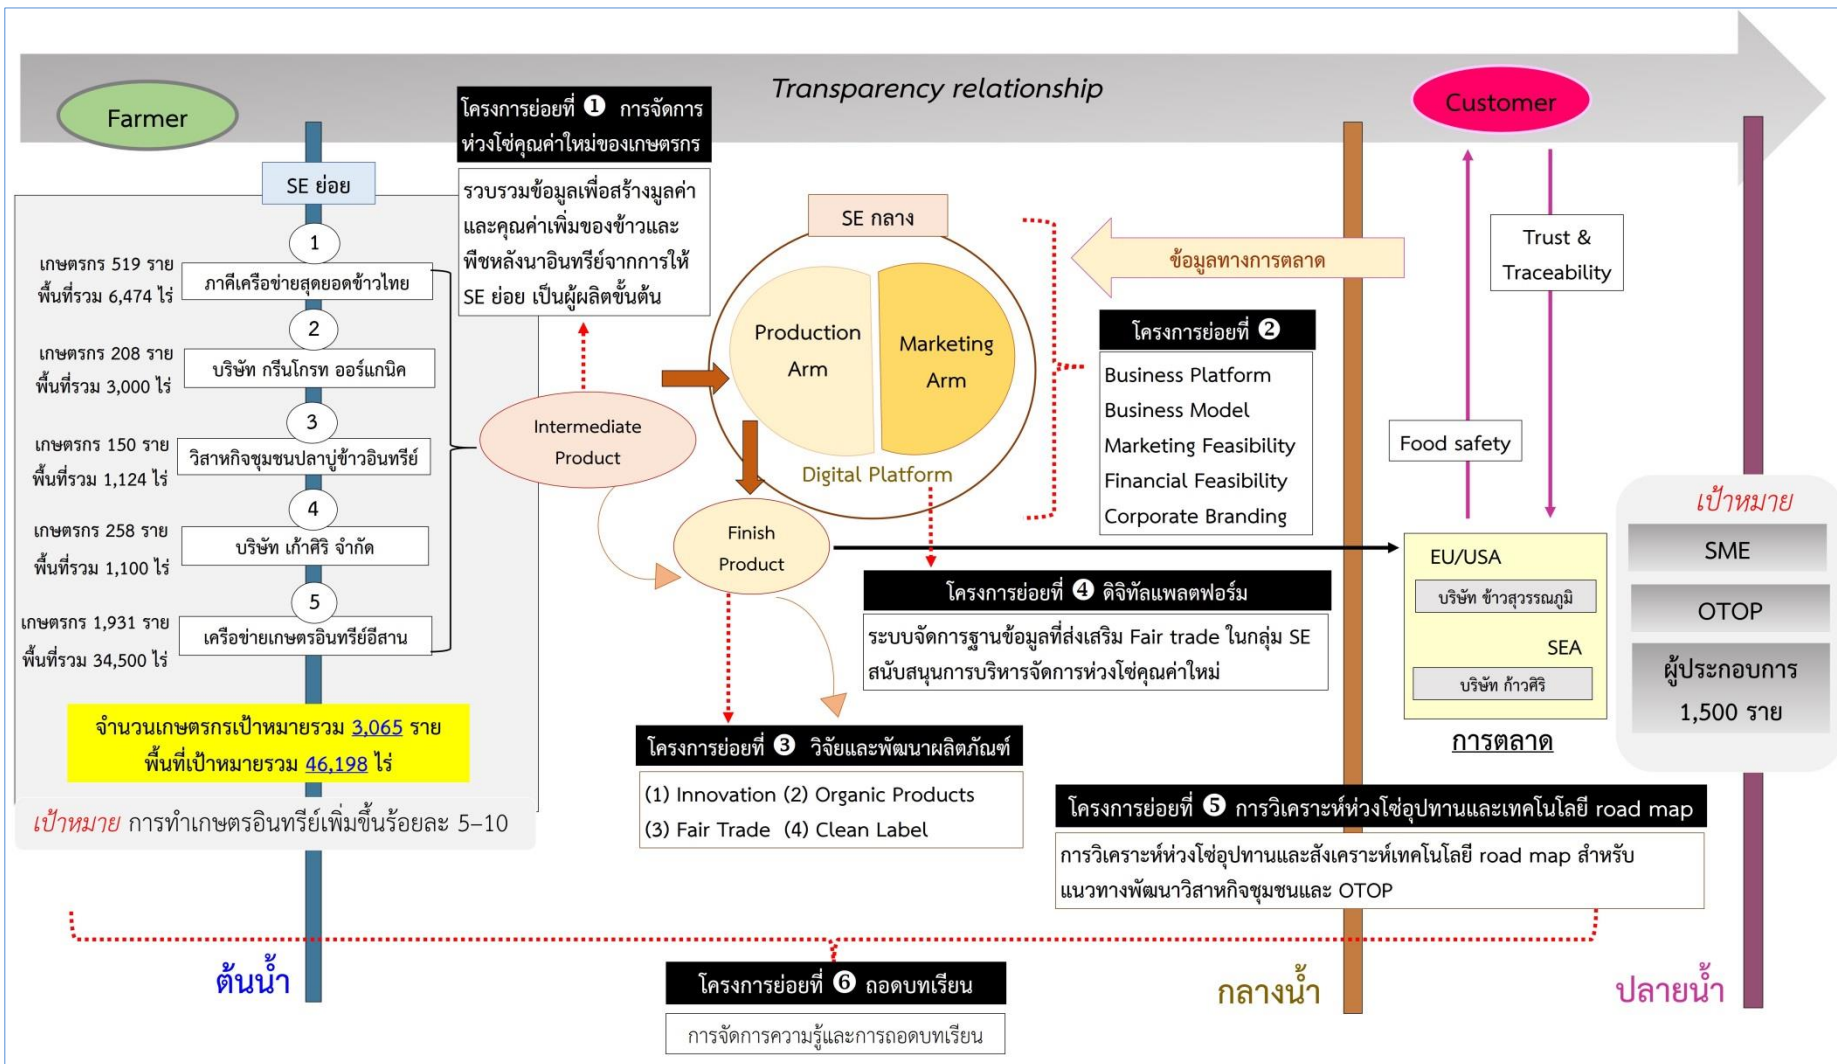 Transparency relationship
Farmer
Customer
SE ย่อย
1
เกษตรกร 519 ราย
พื้นที่รวม 6,474 ไร่
ภาคีเครือข่ายสุดยอดข้าวไทย
2
เกษตรกร 208 ราย
พื้นที่รวม 3,000 ไร่
บริษัท กรีนโกรท ออร์แกนิค
3
เกษตรกร 150 ราย
พื้นที่รวม 1,124 ไร่
วิสาหกิจชุมชนปลาบู่ข้าวอินทรีย์
4
เกษตรกร 258 ราย
พื้นที่รวม 1,100 ไร่
บริษัท เก้าศิริ จำกัด
5
เกษตรกร 1,931 ราย
พื้นที่รวม 34,500 ไร่
เครือข่ายเกษตรอินทรีย์อีสาน
จำนวนเกษตรกรเป้าหมายรวม 3,065 ราย
พื้นที่เป้าหมายรวม 46,198 ไร่
เป้าหมาย การทำเกษตรอินทรีย์เพิ่มขึ้นร้อยละ 5–10
โครงการย่อยที่ ❶ การจัดการ
ห่วงโซ่คุณค่าใหม่ของเกษตรกร
รวบรวมข้อมูลเพื่อสร้างมูลค่า
และคุณค่าเพิ่มของข้าวและ
พืชหลังนาอินทรีย์จากการให้
SE ย่อย เป็นผู้ผลิตขั้นต้น
Intermediate
Product
SE กลาง
Production
Arm
Marketing
Arm
Digital Platform
Finish
Product
ข้อมูลทางการตลาด
โครงการย่อยที่ ❷
Business Platform
Business Model
Marketing Feasibility
Financial Feasibility
Corporate Branding
โครงการย่อยที่ ❹ ดิจิทัลแพลตฟอร์ม
ระบบจัดการฐานข้อมูลที่ส่งเสริม Fair trade ในกลุ่ม SE
สนับสนุนการบริหารจัดการห่วงโซ่คุณค่าใหม่
โครงการย่อยที่ ❸ วิจัยและพัฒนาผลิตภัณฑ์
(1) Innovation (2) Organic Products
(3) Fair Trade (4) Clean Label
Trust &
Traceability
Food safety
EU/USA
บริษัท ข้าวสุวรรณภูมิ
SEA
บริษัท ก้าวศิริ
การตลาด
เป้าหมาย
SME
OTOP
ผู้ประกอบการ
1,500 ราย
โครงการย่อยที่ ❺ การวิเคราะห์ห่วงโซ่อุปทานและเทคโนโลยี road map
การวิเคราะห์ห่วงโซ่อุปทานและสังเคราะห์เทคโนโลยี road map สำหรับ
แนวทางพัฒนาวิสาหกิจชุมชนและ OTOP
ต้นน้ำ
กลางน้ำ
ปลายน้ำ
โครงการย่อยที่ ❻ ถอดบทเรียน
การจัดการความรู้และการถอดบทเรียน